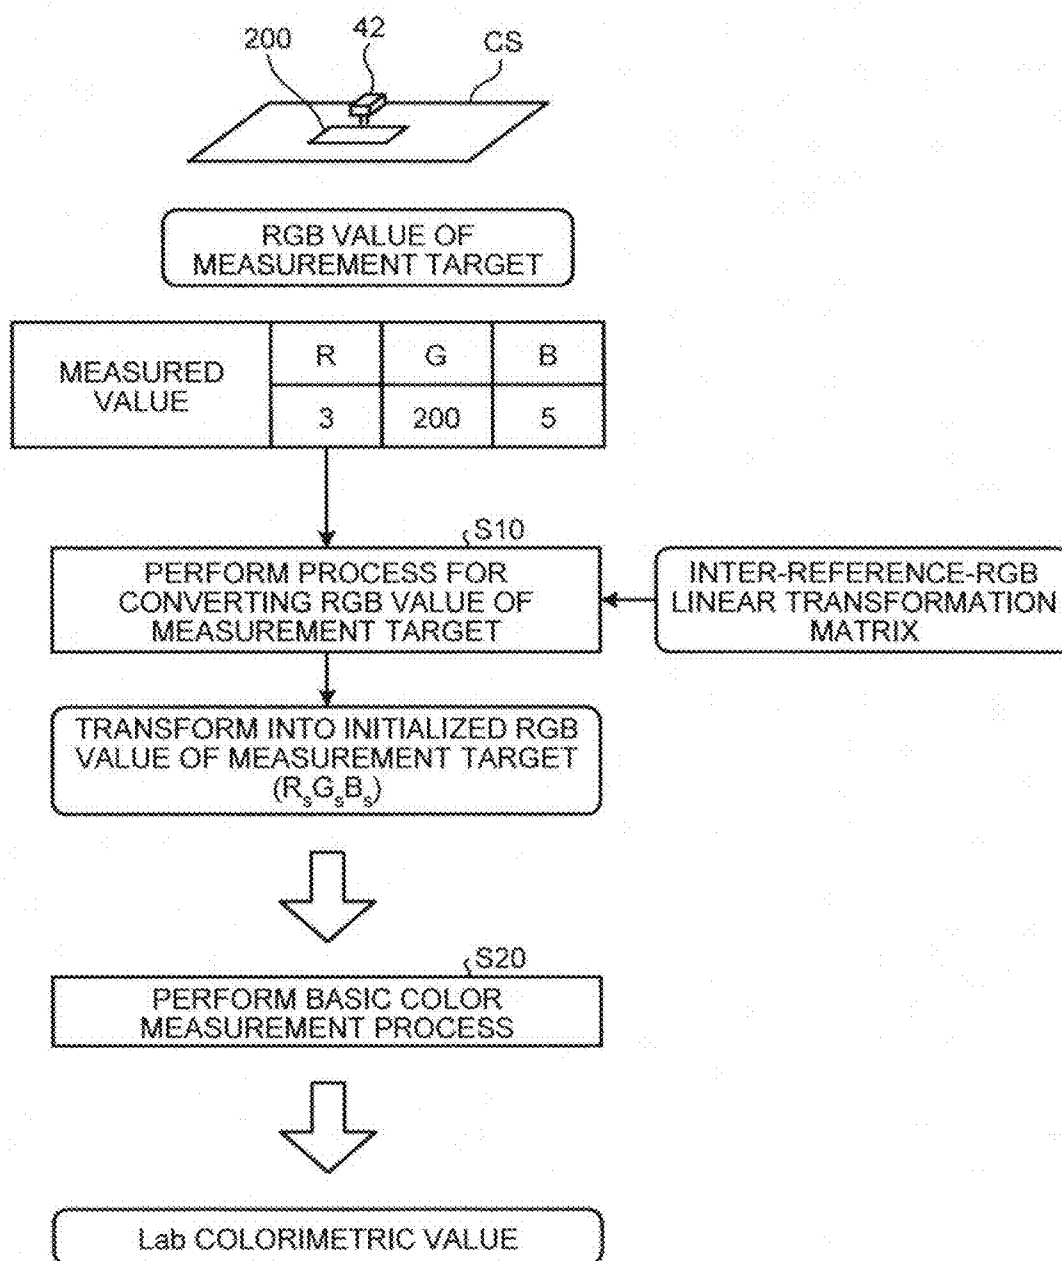 42
200
CS
RGB VALUE OF
MEASUREMENT TARGET
MEASURED
VALUE
R G B
3 200 5
S10
PERFORM PROCESS FOR
CONVERTING RGB VALUE OF
MEASUREMENT TARGET
INTER-REFERENCE-RGB
LINEAR TRANSFORMATION
MATRIX
TRANSFORM INTO INITIALIZED RGB
VALUE OF MEASUREMENT TARGET
(RsGsBs)
S20
PERFORM BASIC COLOR
MEASUREMENT PROCESS
Lab COLORIMETRIC VALUE